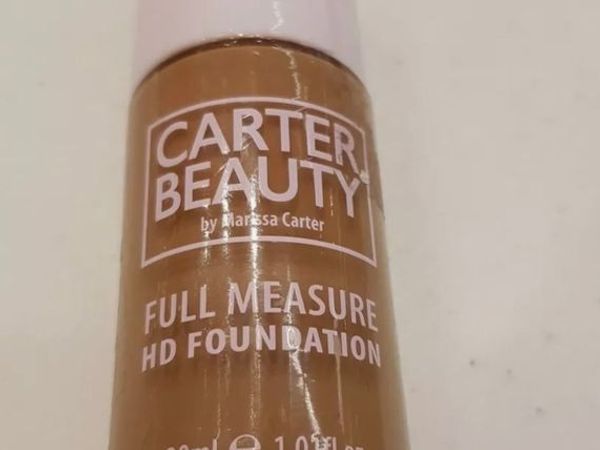 CARTER
BEAUTY
by Marissa Carter
FULL MEASURE
HD FOUNDATION